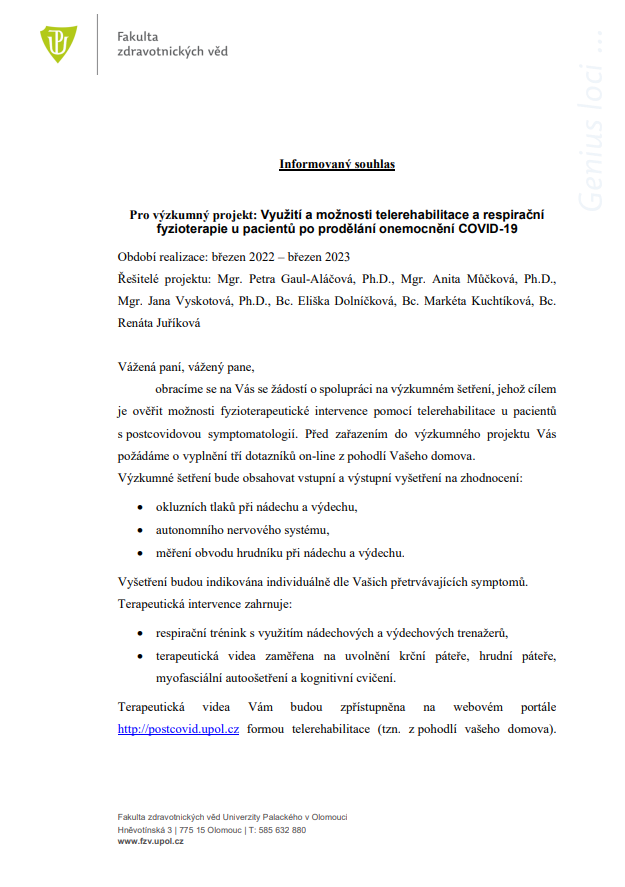 Fakulta
zdravotnických věd
Genius loci ...
Informovaný souhlas
Pro výzkumný projekt: Využití a možnosti telerehabilitace a respirační
fyzioterapie u pacientů po prodělání onemocnění COVID-19
Období realizace: březen 2022 – březen 2023
Řešitelé projektu: Mgr. Petra Gaul-Aláčová, Ph.D., Mgr. Anita Můčková, Ph.D.,
Mgr. Jana Vyskotová, Ph.D., Bc. Eliška Dolníčková, Bc. Markéta Kuchtíková, Bc.
Renáta Juříková
Vážená paní, vážený pane,
obracíme se na Vás se žádostí o spolupráci na výzkumném šetření, jehož cílem
je ověřit možnosti fyzioterapeutické intervence pomocí telerehabilitace u pacientů
s postcovidovou symptomatologií. Před zařazením do výzkumného projektu Vás
požádáme o vyplnění tří dotazníků on-line z pohodlí Vašeho domova.
Výzkumné šetření bude obsahovat vstupní a výstupní vyšetření na zhodnocení:
• okluzních tlaků při nádechu a výdechu,
• autonomního nervového systému,
• měření obvodu hrudníku při nádechu a výdechu.
Vyšetření budou indikována individuálně dle Vašich přetrvávajících symptomů.
Terapeutická intervence zahrnuje:
• respirační trénink s využitím nádechových a výdechových trenažerů,
• terapeutická videa zaměřena na uvolnění krční páteře, hrudní páteře,
myofasciální autoošetření a kognitivní cvičení.
Terapeutická videa Vám budou zpřístupněna na webovém portále
http://postcovid.upol.cz formou telerehabilitace (tzn. z pohodlí vašeho domova).
Fakulta zdravotnických věd Univerzity Palackého v Olomouci
Hněvotínská 3 | 775 15 Olomouc | T: 585 632 880
www.fzv.upol.cz